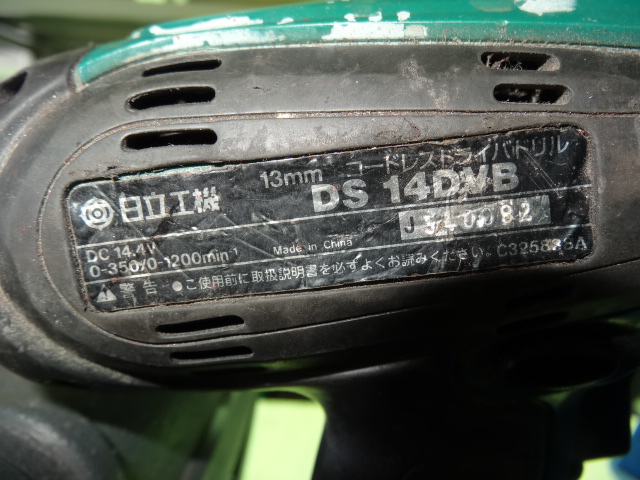 13mm コードレスドライバドリル
日立工機 DS 14DVB
DC 14.4V
0-350/0-1200min⁻¹ Made in China
警告 ●ご使用前に取扱説明書を必ずよくお読みください。